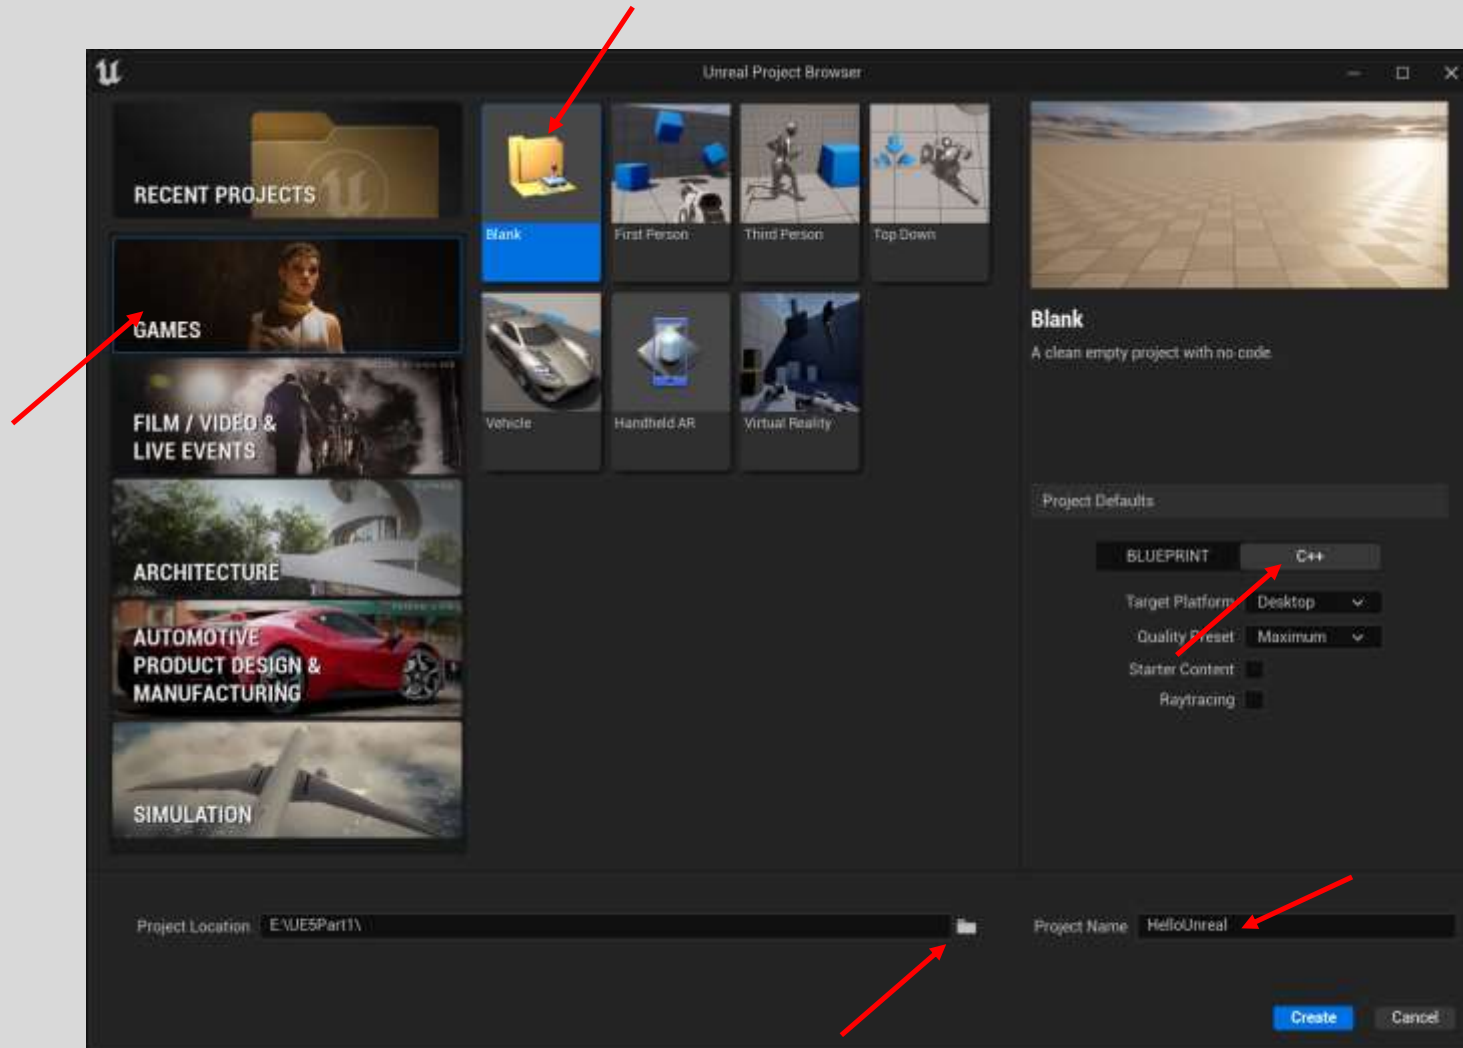 Unreal Project Browser
RECENT PROJECTS
GAMES
FILM / VIDEO &
LIVE EVENTS
ARCHITECTURE
AUTOMOTIVE
PRODUCT DESIGN &
MANUFACTURING
SIMULATION
Blank
First Person
Third Person
Top Down
Vehicle
Handheld AR
Virtual Reality
Blank
A clean empty project with no code
Project Defaults
BLUEPRINT
C++
Target Platform
Desktop
Quality Preset
Maximum
Starter Content
Raytracing
Project Location
E:\UE5Part1\
Project Name
HelloUnreal
Create
Cancel